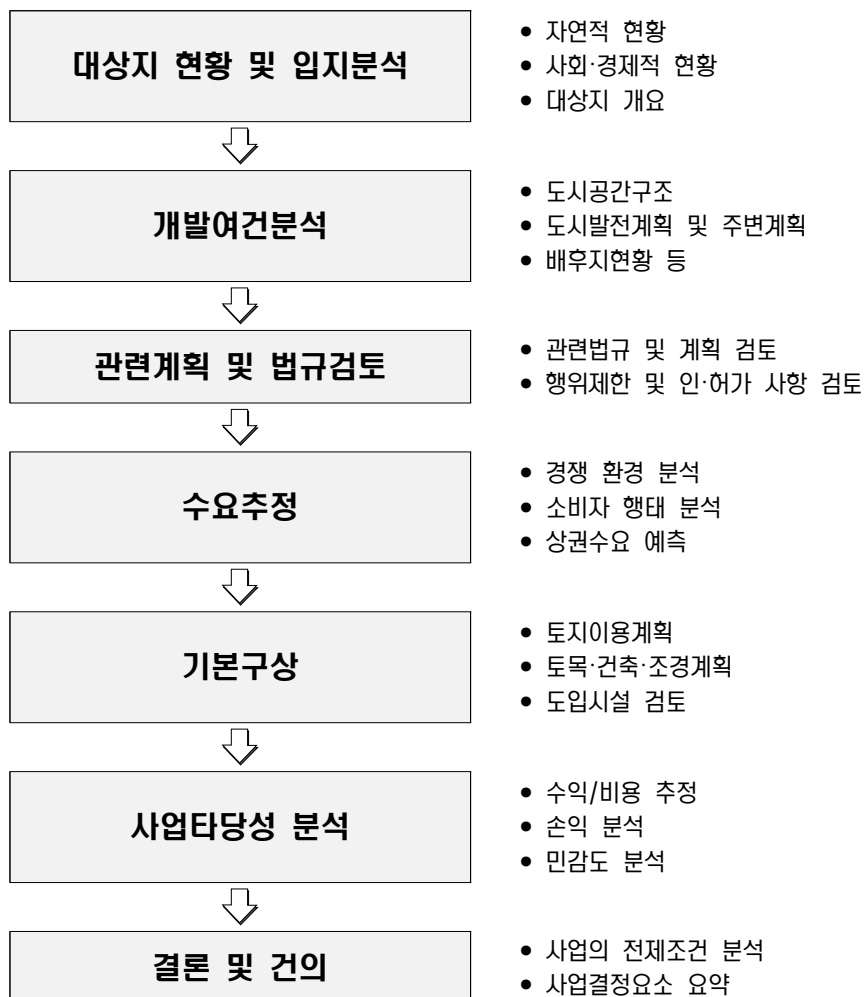 대상지 현황 및 입지분석
● 자연적 현황
● 사회·경제적 현황
● 대상지 개요
개발여건분석
● 도시공간구조
● 도시발전계획 및 주변계획
● 배후지현황 등
관련계획 및 법규검토
● 관련법규 및 계획 검토
● 행위제한 및 인·허가 사항 검토
수요추정
● 경쟁 환경 분석
● 소비자 행태 분석
● 상권수요 예측
기본구상
● 토지이용계획
● 토목·건축·조경계획
● 도입시설 검토
사업타당성 분석
● 수익/비용 추정
● 손익 분석
● 민감도 분석
결론 및 건의
● 사업의 전제조건 분석
● 사업결정요소 요약